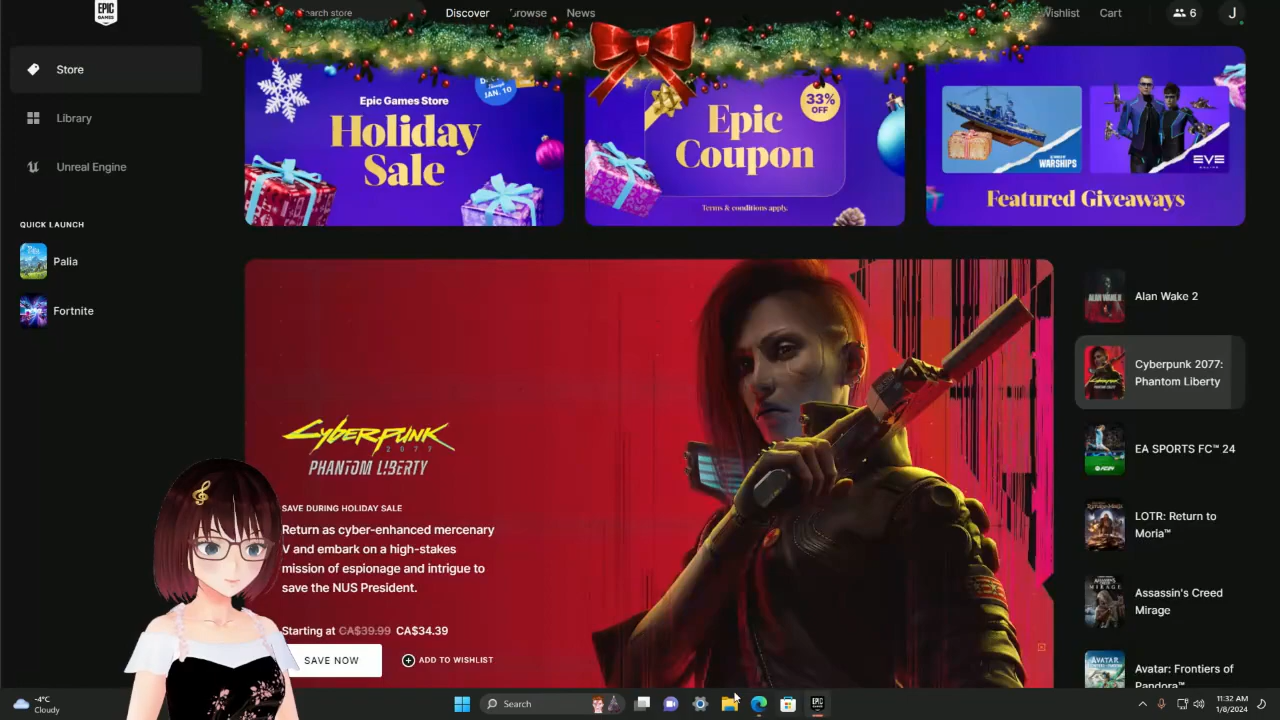 EPIC
GAMES
Search store
Discover
Browse
News
Wishlist
Cart
6
J
Store
Library
Unreal Engine
QUICK LAUNCH
Palia
Fortnite
JAN. 10
Epic Games Store
Holiday
Sale
33%
OFF
Epic
Coupon
Terms & conditions apply.
WARSHIPS
EVE
Featured Giveaways
CYBERPUNK
2077
PHANTOM LIBERTY
SAVE DURING HOLIDAY SALE
Return as cyber-enhanced mercenary
V and embark on a high-stakes
mission of espionage and intrigue to
save the NUS President.
Starting at CA$39.99 CA$34.39
SAVE NOW
ADD TO WISHLIST
Alan Wake 2
Cyberpunk 2077:
Phantom Liberty
EA SPORTS FC™ 24
LOTR: Return to
Moria™
Assassin's Creed
Mirage
Avatar: Frontiers of
Pandora™
-4°C
Cloudy
Search
11:32 AM
1/8/2024